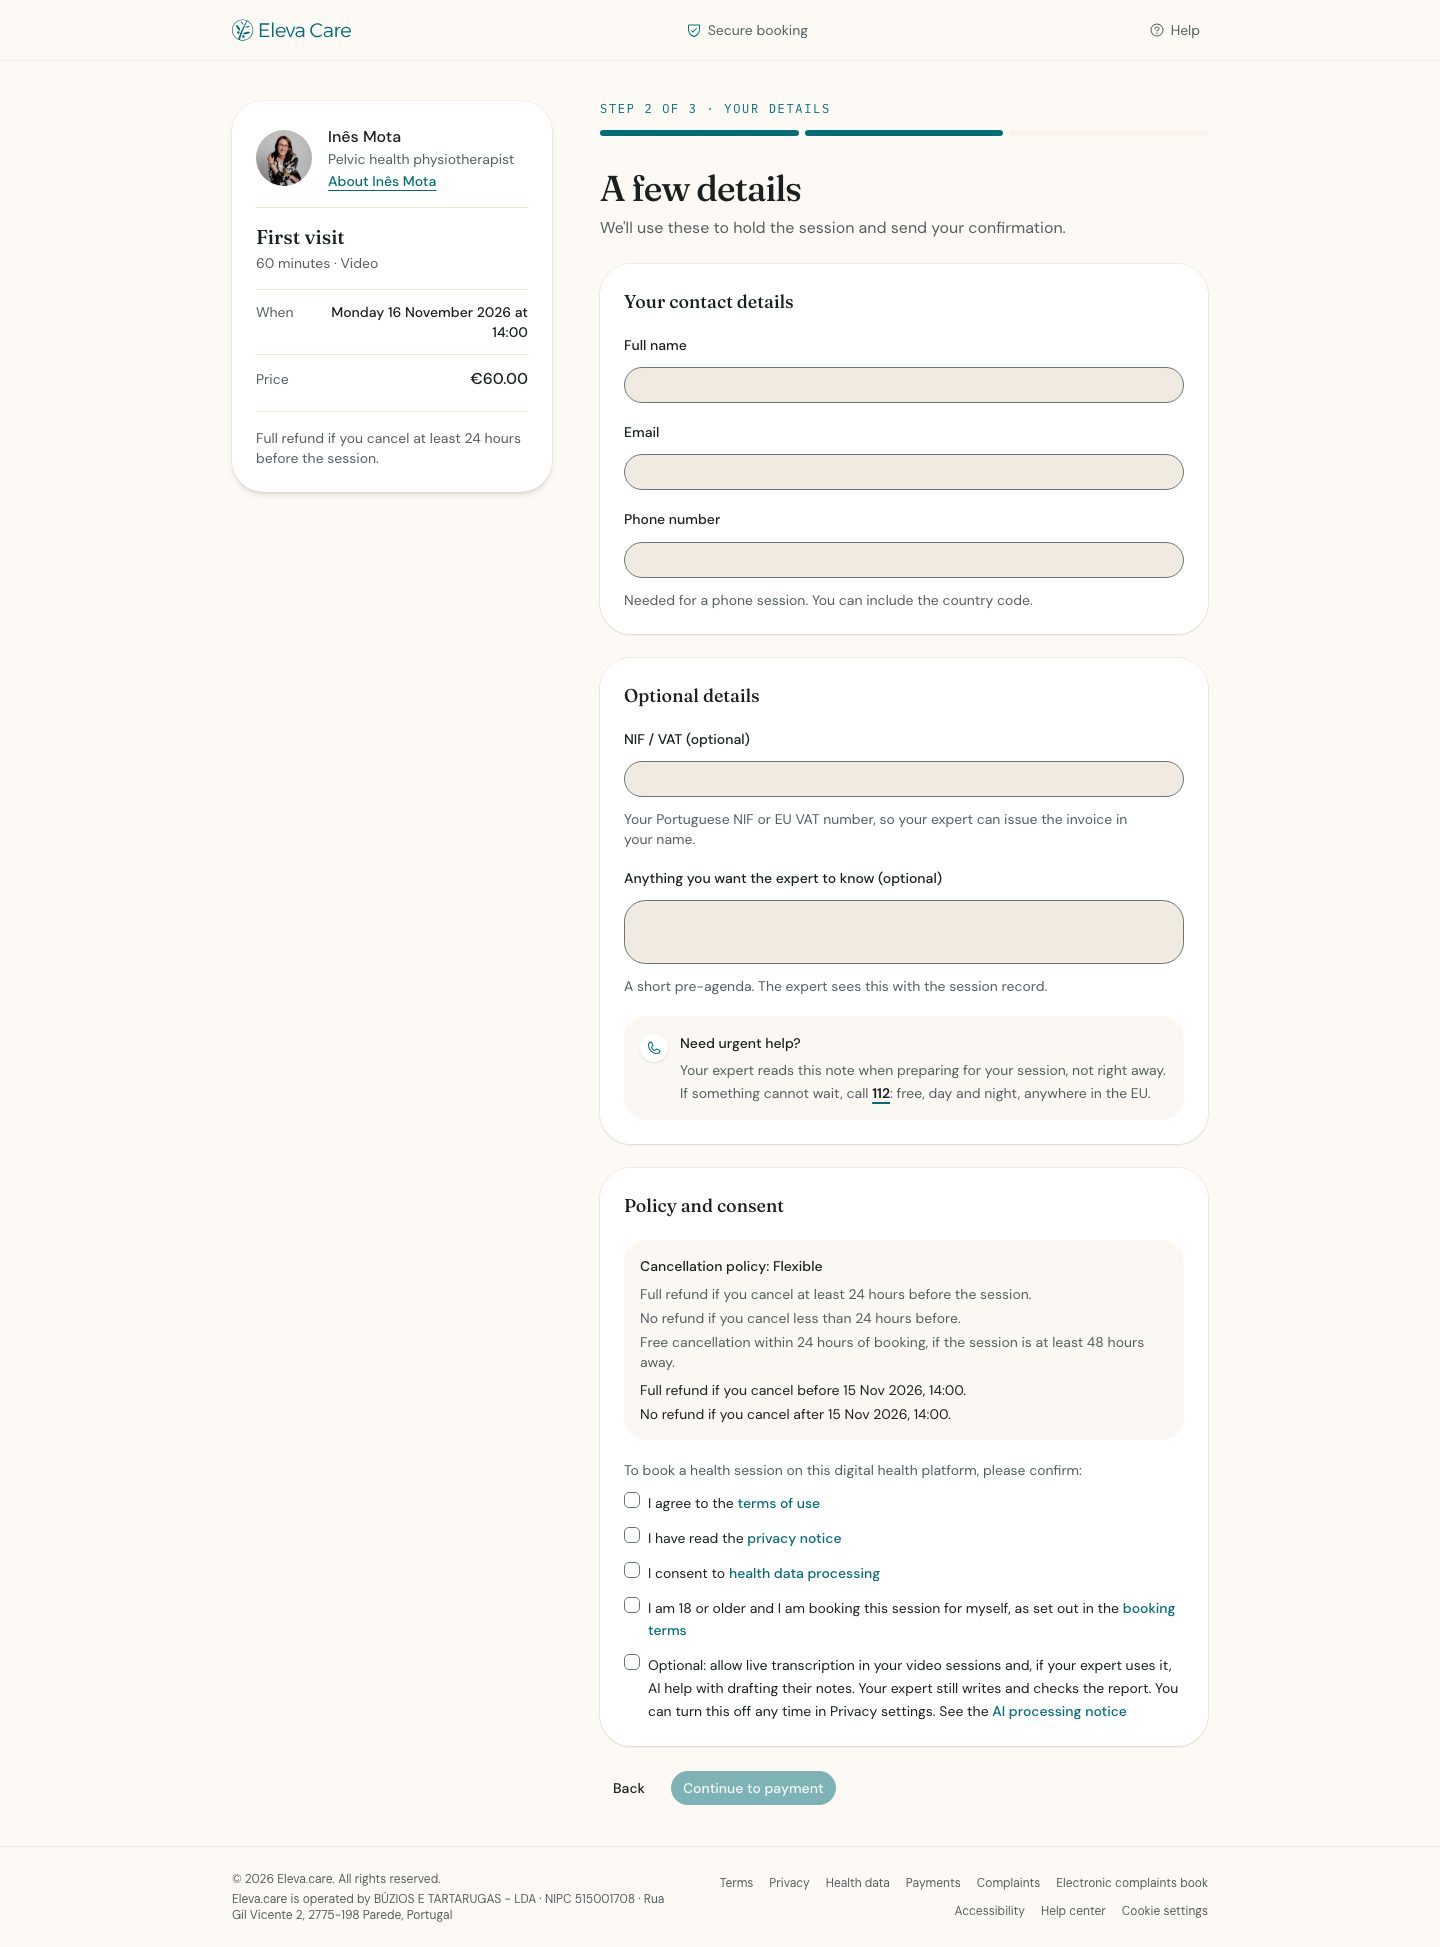 Eleva Care
Secure booking
Help
Inês Mota
Pelvic health physiotherapist
About Inês Mota
First visit
60 minutes · Video
When
Monday 16 November 2026 at
14:00
Price
€60.00
Full refund if you cancel at least 24 hours
before the session.
STEP 2 OF 3 · YOUR DETAILS
A few details
We'll use these to hold the session and send your confirmation.
Your contact details
Full name
Email
Phone number
Needed for a phone session. You can include the country code.
Optional details
NIF / VAT (optional)
Your Portuguese NIF or EU VAT number, so your expert can issue the invoice in
your name.
Anything you want the expert to know (optional)
A short pre-agenda. The expert sees this with the session record.
Need urgent help?
Your expert reads this note when preparing for your session, not right away.
If something cannot wait, call 112: free, day and night, anywhere in the EU.
Policy and consent
Cancellation policy: Flexible
Full refund if you cancel at least 24 hours before the session.
No refund if you cancel less than 24 hours before.
Free cancellation within 24 hours of booking, if the session is at least 48 hours
away.
Full refund if you cancel before 15 Nov 2026, 14:00.
No refund if you cancel after 15 Nov 2026, 14:00.
To book a health session on this digital health platform, please confirm:
I agree to the terms of use
I have read the privacy notice
I consent to health data processing
I am 18 or older and I am booking this session for myself, as set out in the booking
terms
Optional: allow live transcription in your video sessions and, if your expert uses it,
AI help with drafting their notes. Your expert still writes and checks the report. You
can turn this off any time in Privacy settings. See the AI processing notice
Back
Continue to payment
© 2026 Eleva.care. All rights reserved.
Eleva.care is operated by BÚZIOS E TARTARUGAS - LDA · NIPC 515001708 · Rua
Gil Vicente 2, 2775-198 Parede, Portugal
Terms Privacy Health data Payments Complaints Electronic complaints book
Accessibility Help center Cookie settings